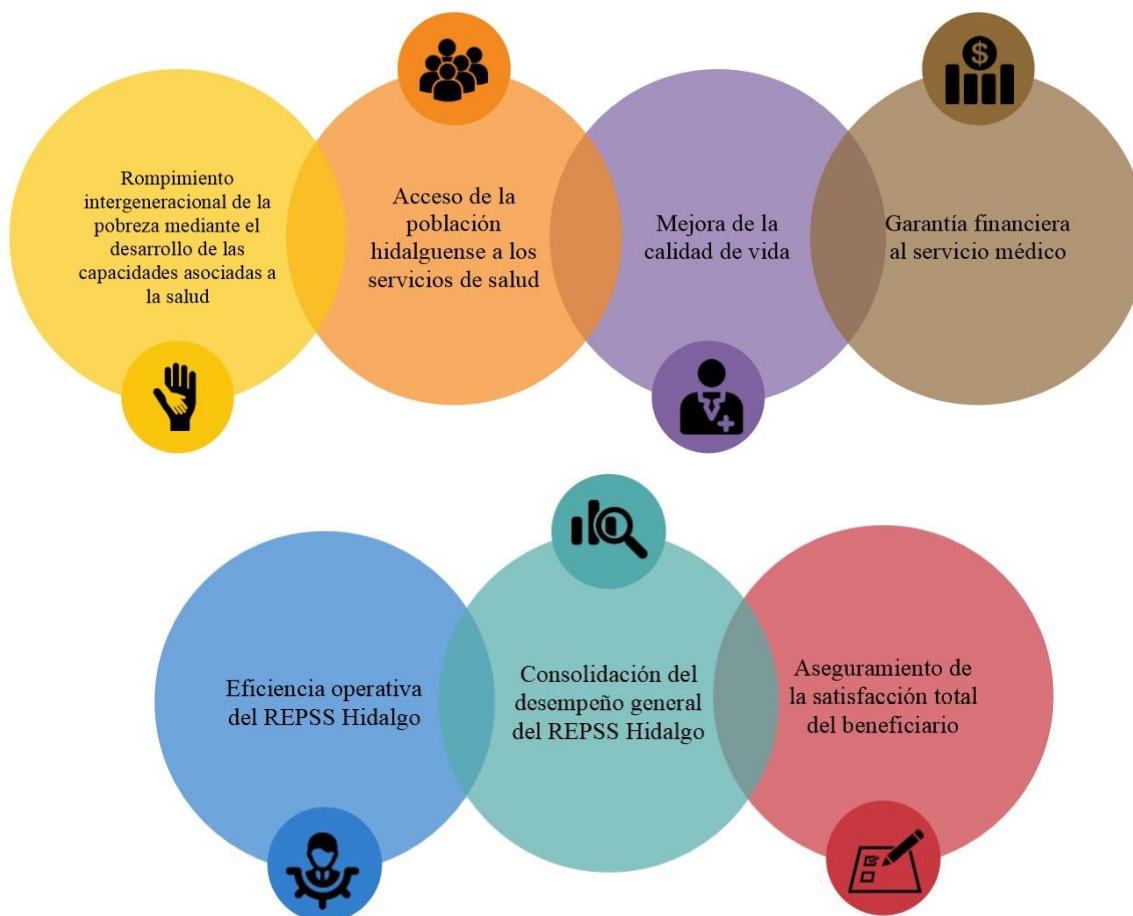 Rompimiento
intergeneracional de la
pobreza mediante el
desarrollo de las
capacidades asociadas a
la salud
Acceso de la
población
hidalguense a los
servicios de salud
Mejora de la
calidad de vida
Garantía financiera
al servicio médico
$
Eficiencia operativa
del REPSS Hidalgo
Consolidación del
desempeño general
del REPSS Hidalgo
Aseguramiento de
la satisfacción total
del beneficiario